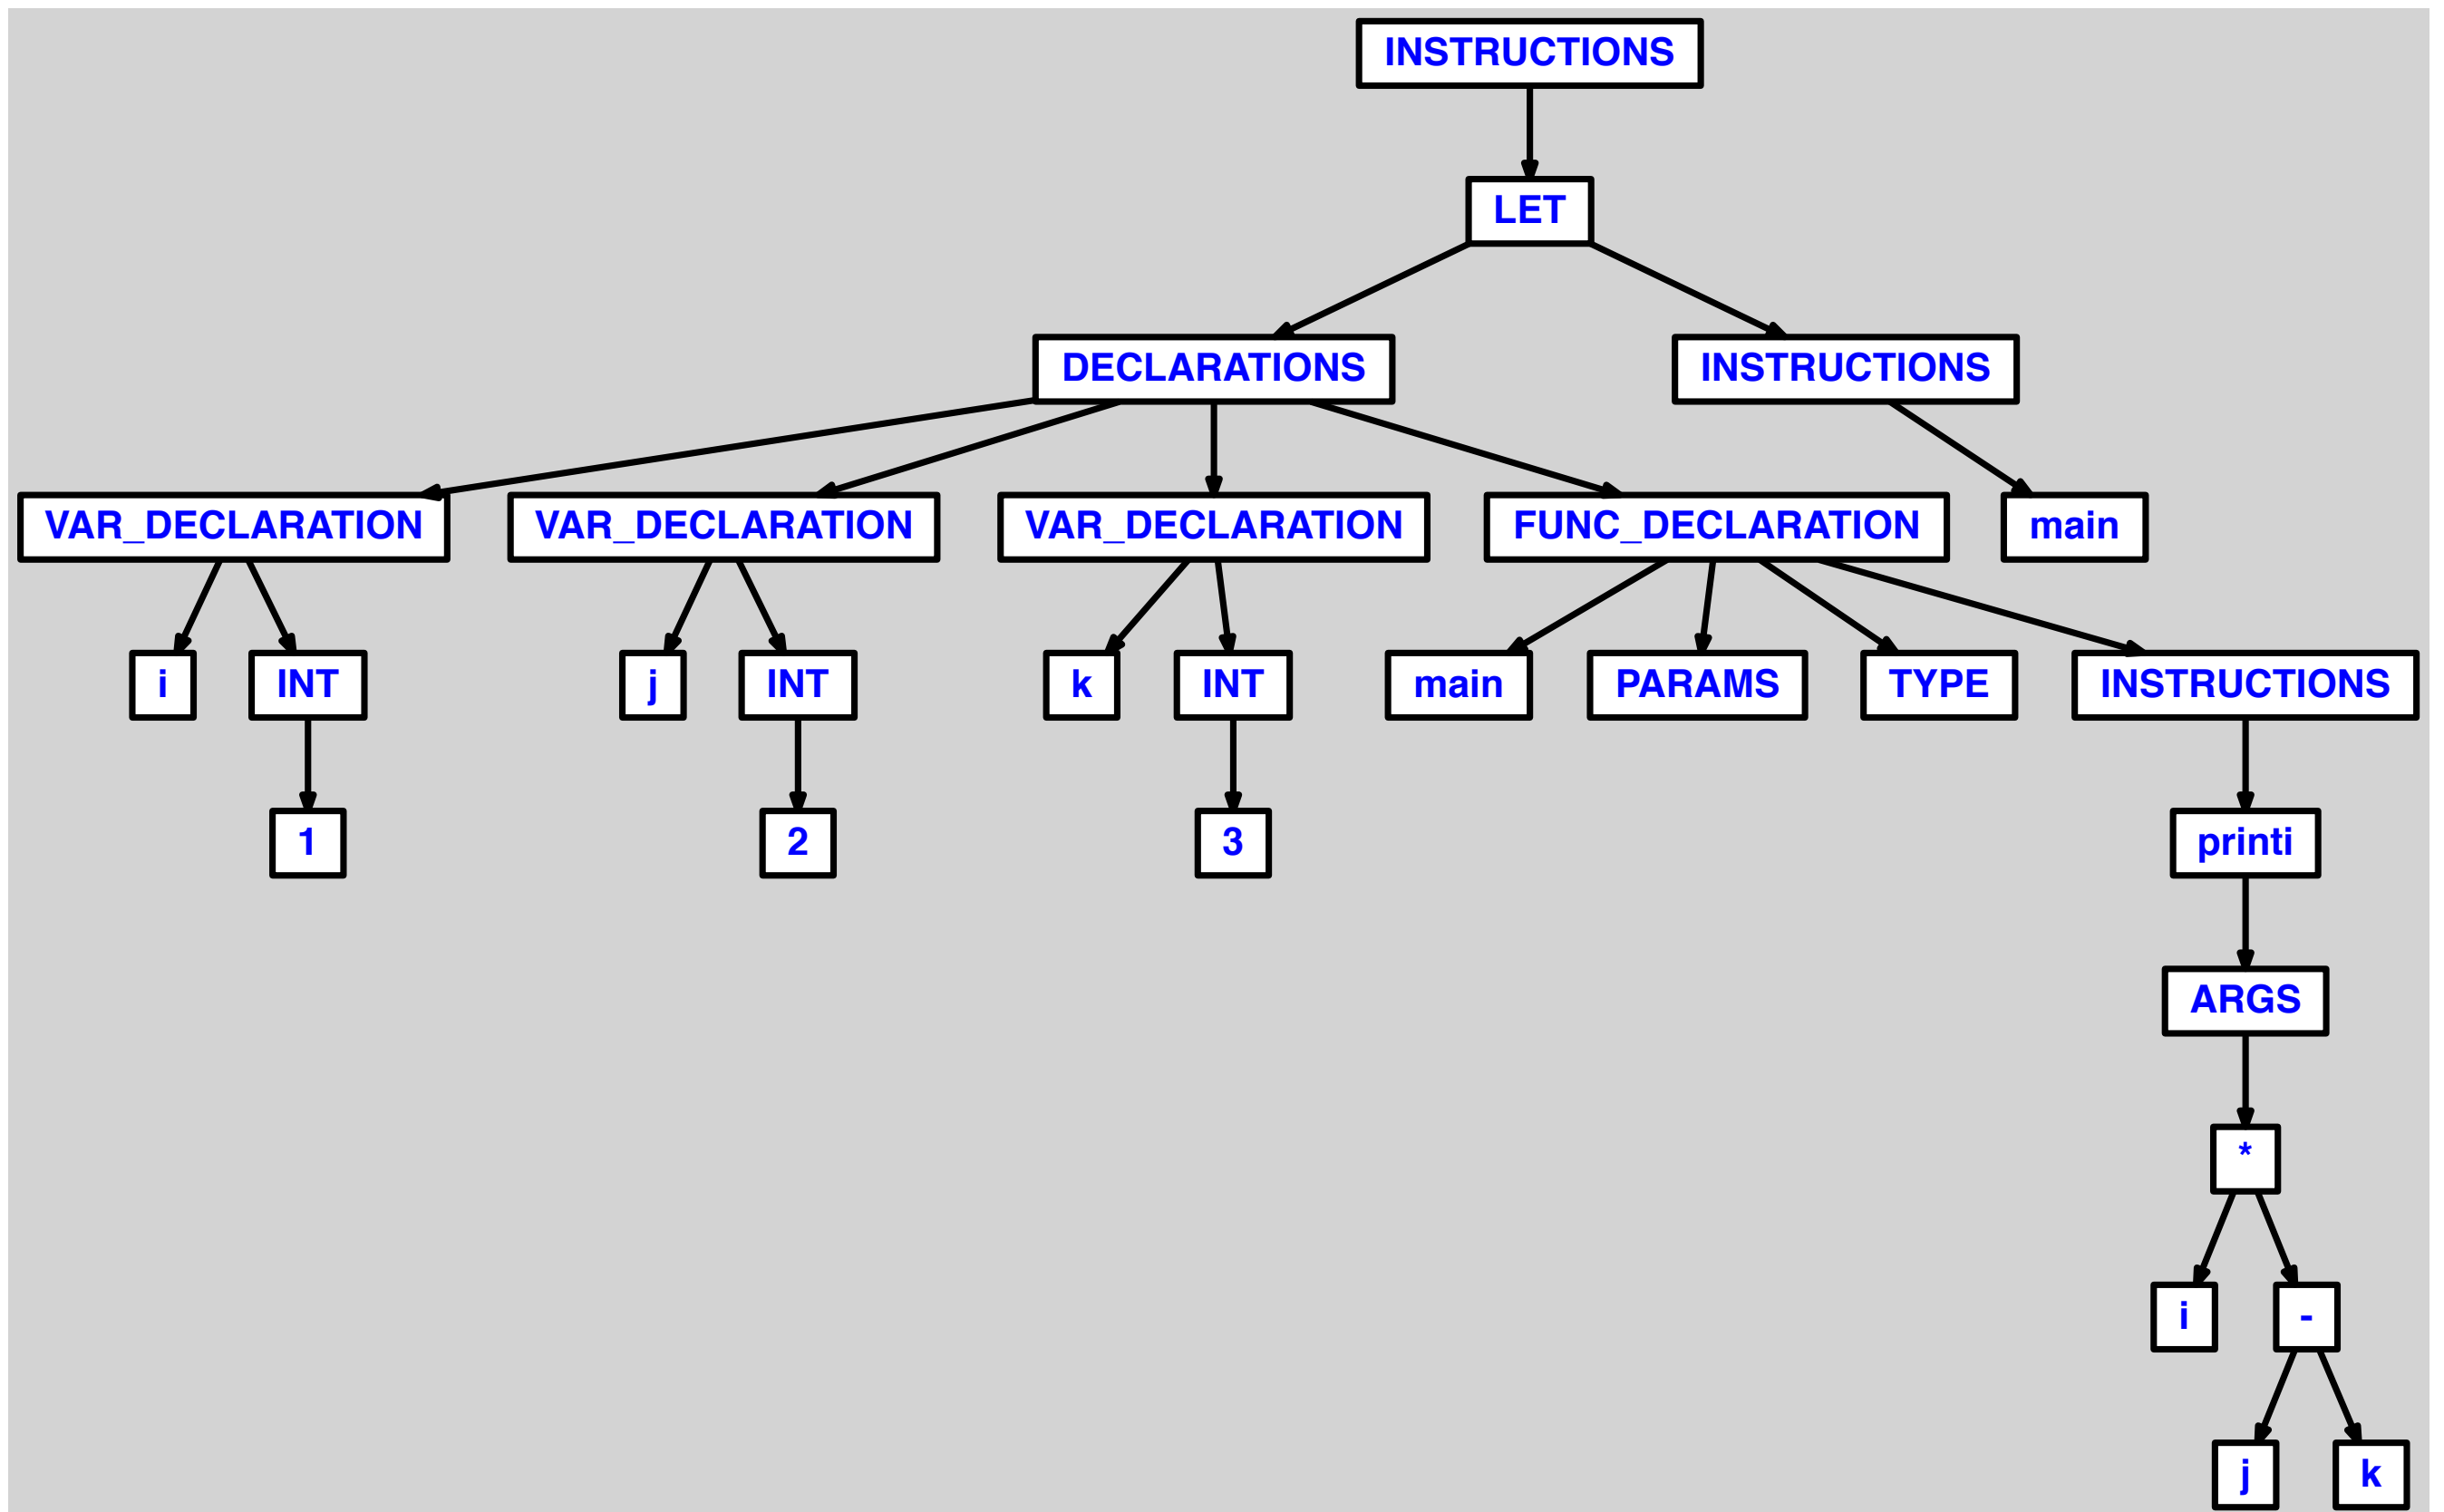 INSTRUCTIONS
LET
DECLARATIONS INSTRUCTIONS
VAR_DECLARATION VAR_DECLARATION VAR_DECLARATION FUNC_DECLARATION main
i INT j INT k INT main PARAMS TYPE INSTRUCTIONS
1 2 3 printi
ARGS
*
i -
j k